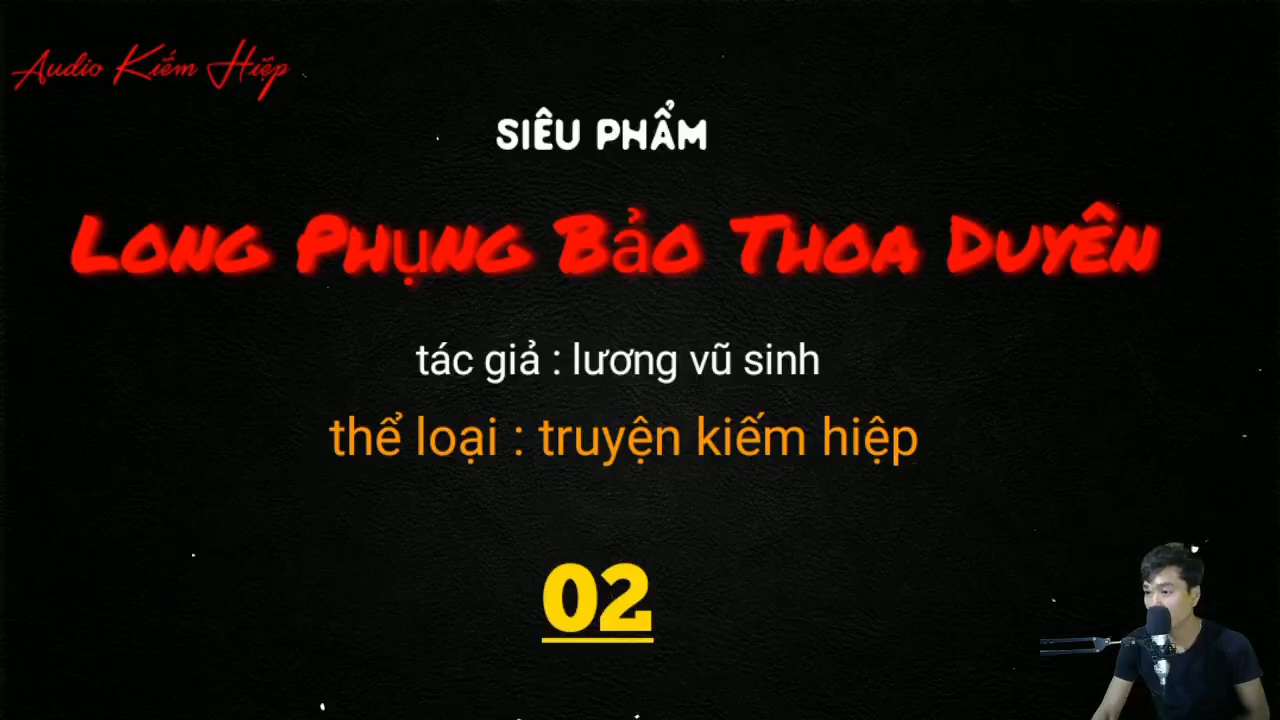 Audio Kiếm Hiệp
SIÊU PHẨM
LONG PHỤNG BẢO THOA DUYÊN
tác giả : lương vũ sinh
thể loại : truyện kiếm hiệp
02